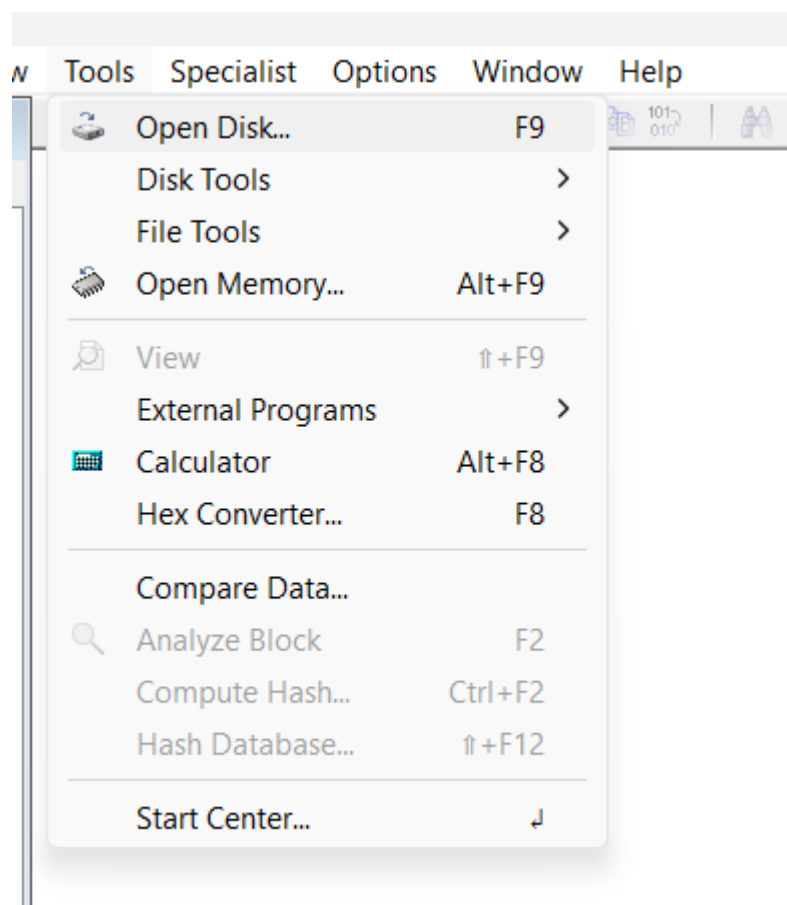 w Tools Specialist Options Window Help
Open Disk... F9
101
010
Disk Tools >
File Tools >
Open Memory... Alt+F9
View ⇑+F9
External Programs >
Calculator Alt+F8
Hex Converter... F8
Compare Data...
Analyze Block F2
Compute Hash... Ctrl+F2
Hash Database... ⇑+F12
Start Center... ↲